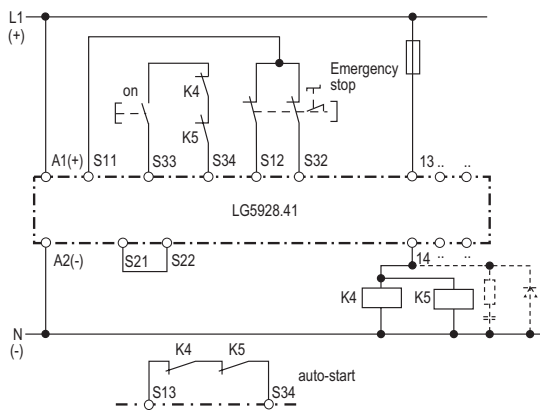 L1
(+)
Emergency
stop
on
K4
K5
A1(+)
S11
S33
S34
S12
S32
13
..
..
LG5928.41
A2(-)
S21
S22
14
..
..
K4
K5
N
(-)
K4
K5
auto-start
S13
S34